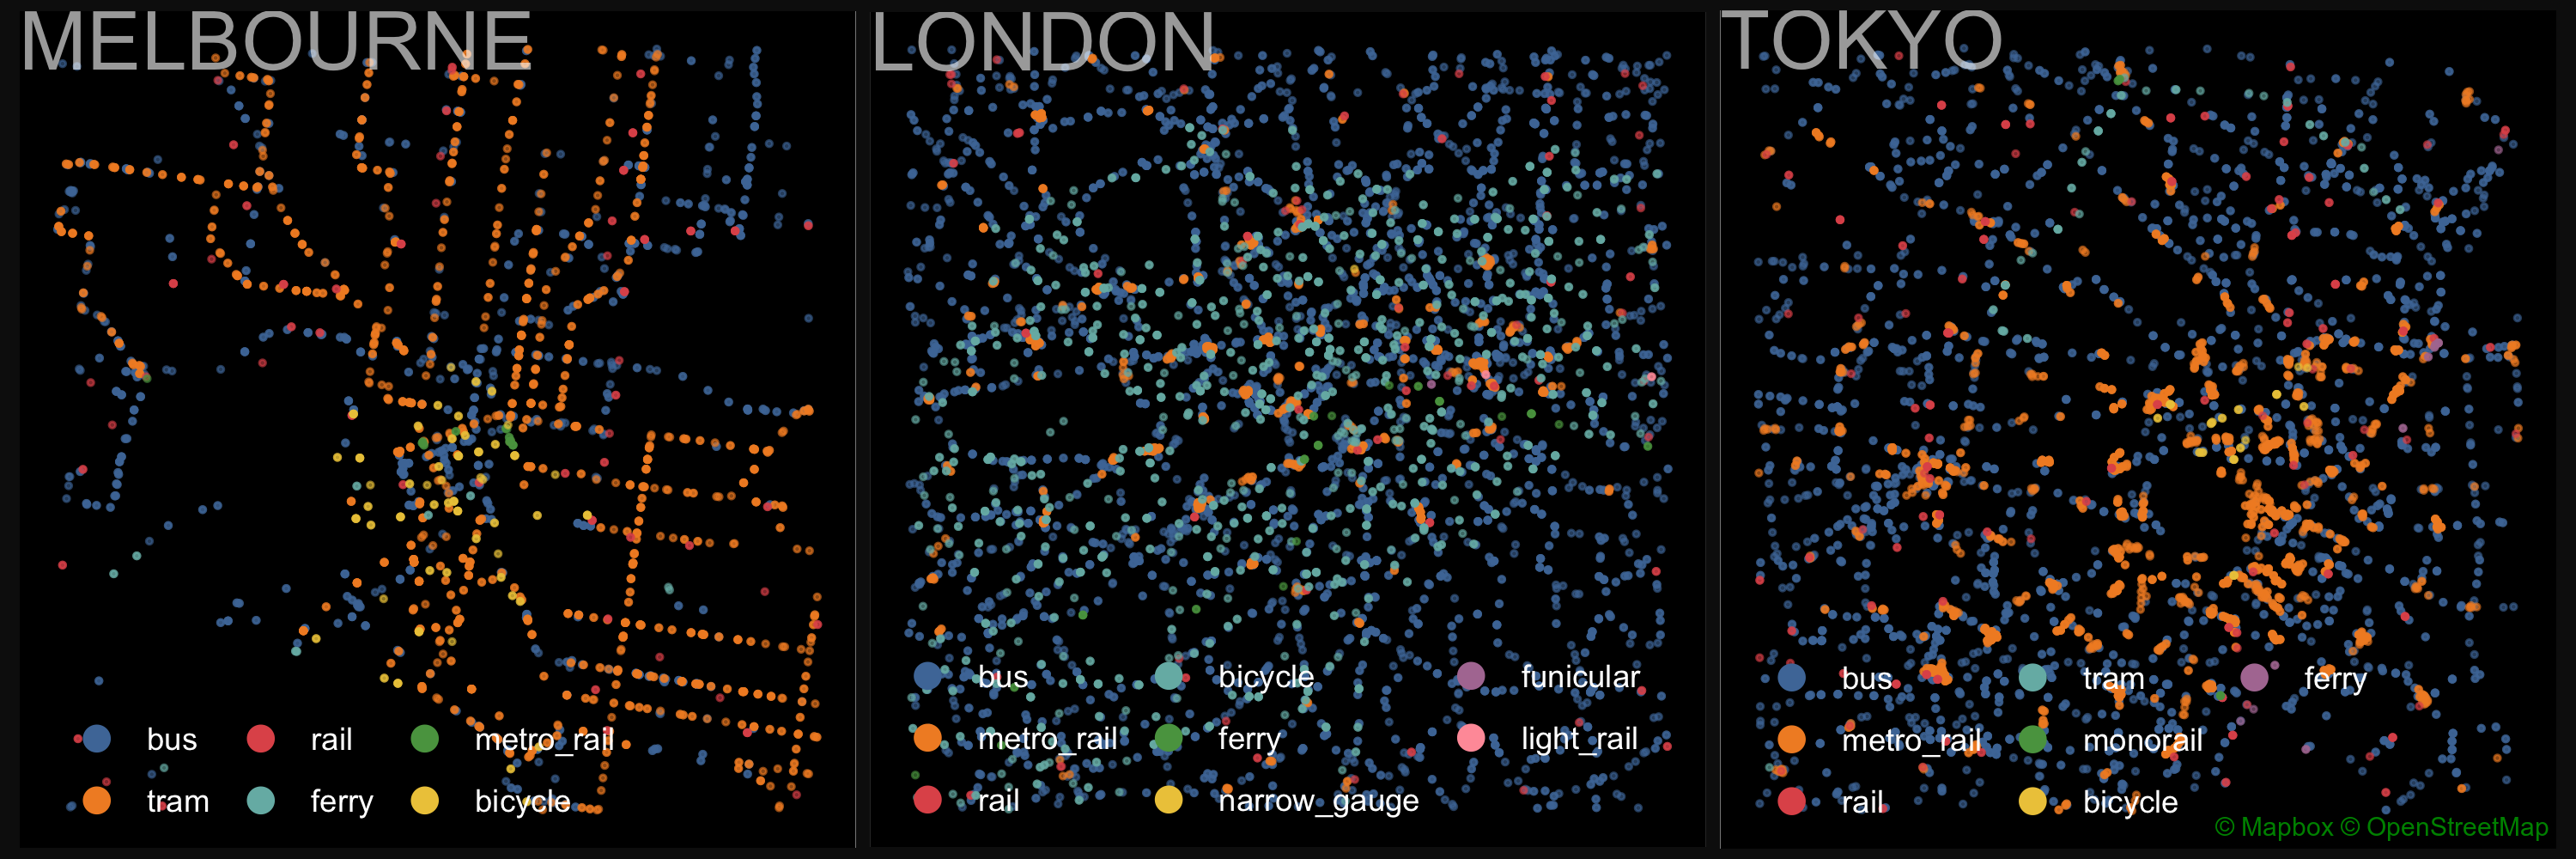 MELBOURNE
bus
rail
metro_rail
tram
ferry
bicycle
LONDON
bus
bicycle
funicular
metro_rail
ferry
light_rail
rail
narrow_gauge
TOKYO
bus
tram
ferry
metro_rail
monorail
rail
bicycle
© Mapbox © OpenStreetMap